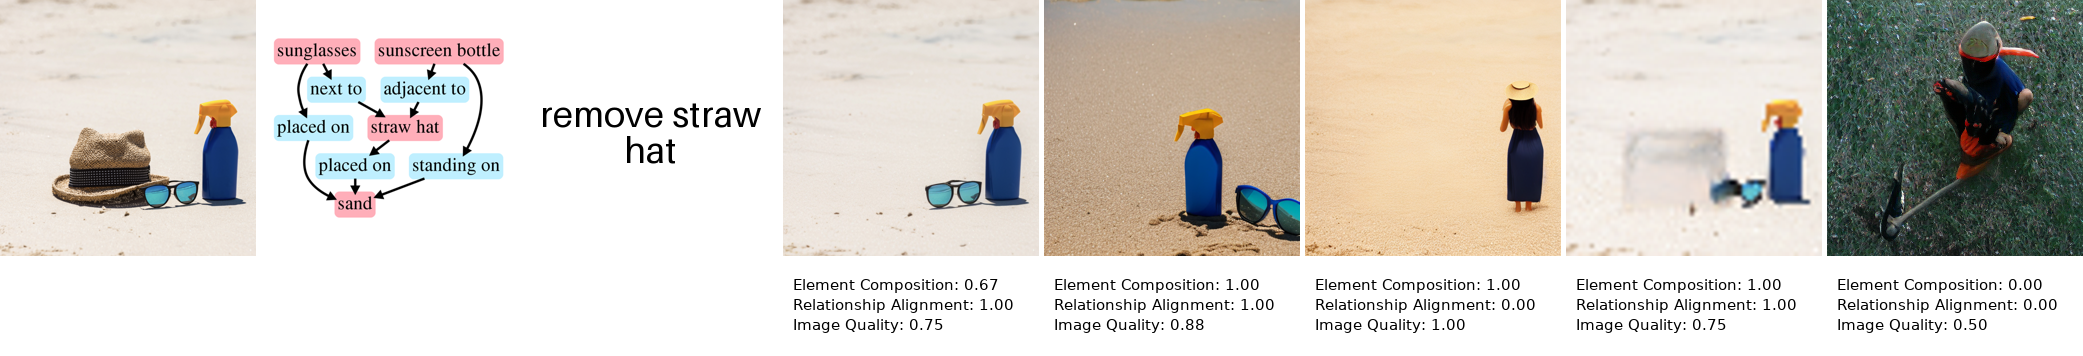 sunglasses
sunscreen bottle
next to
adjacent to
placed on
straw hat
placed on
standing on
sand
remove straw
hat
Element Composition: 0.67
Relationship Alignment: 1.00
Image Quality: 0.75
Element Composition: 1.00
Relationship Alignment: 1.00
Image Quality: 0.88
Element Composition: 1.00
Relationship Alignment: 0.00
Image Quality: 1.00
Element Composition: 1.00
Relationship Alignment: 1.00
Image Quality: 0.75
Element Composition: 0.00
Relationship Alignment: 0.00
Image Quality: 0.50